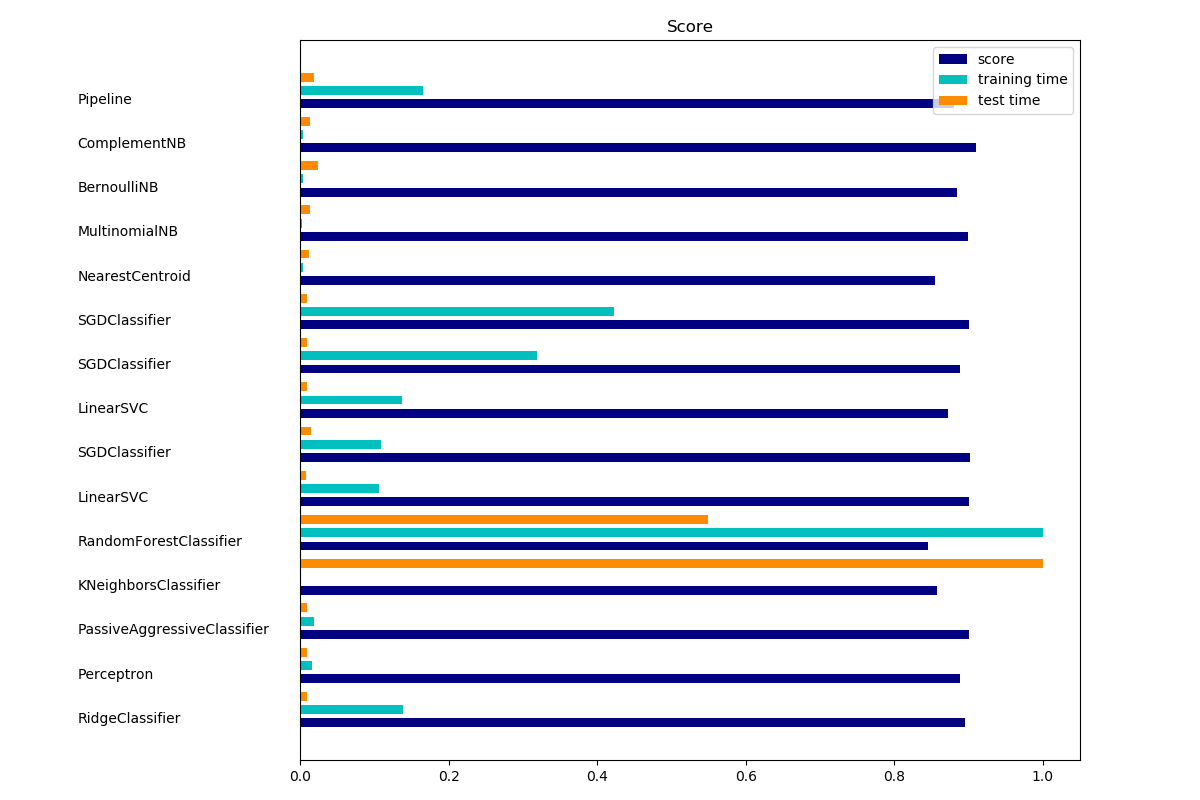 Score
score
training time
test time
Pipeline
ComplementNB
BernoulliNB
MultinomialNB
NearestCentroid
SGDClassifier
SGDClassifier
LinearSVC
SGDClassifier
LinearSVC
RandomForestClassifier
KNeighborsClassifier
PassiveAggressiveClassifier
Perceptron
RidgeClassifier
0.0 0.2 0.4 0.6 0.8 1.0